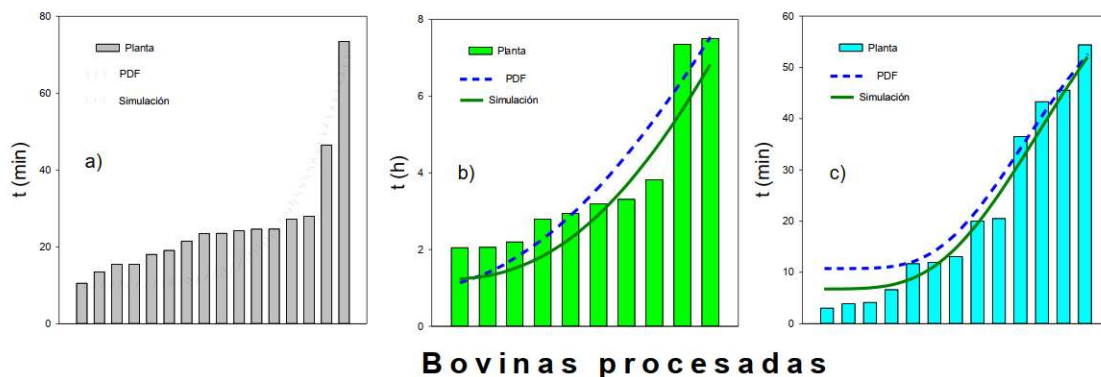 80
60
40
20
0
t (min)
Planta
PDF
Simulación
a)
8
6
4
2
0
t (h)
Planta
PDF
Simulación
b)
60
50
40
30
20
10
0
t (min)
Planta
PDF
Simulación
c)
Bovinas procesadas